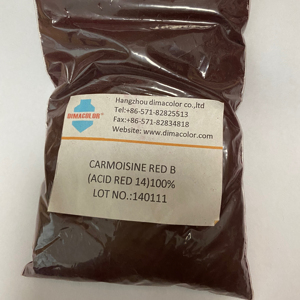 DIMACOLOR
Hangzhou dimacolor co.,ltd
Tel:+86-571-82825513
Fax:+86-571-82834818
Website: www.dimacolor.com
CARMOISINE RED B
(ACID RED 14)100%
LOT NO.:140111